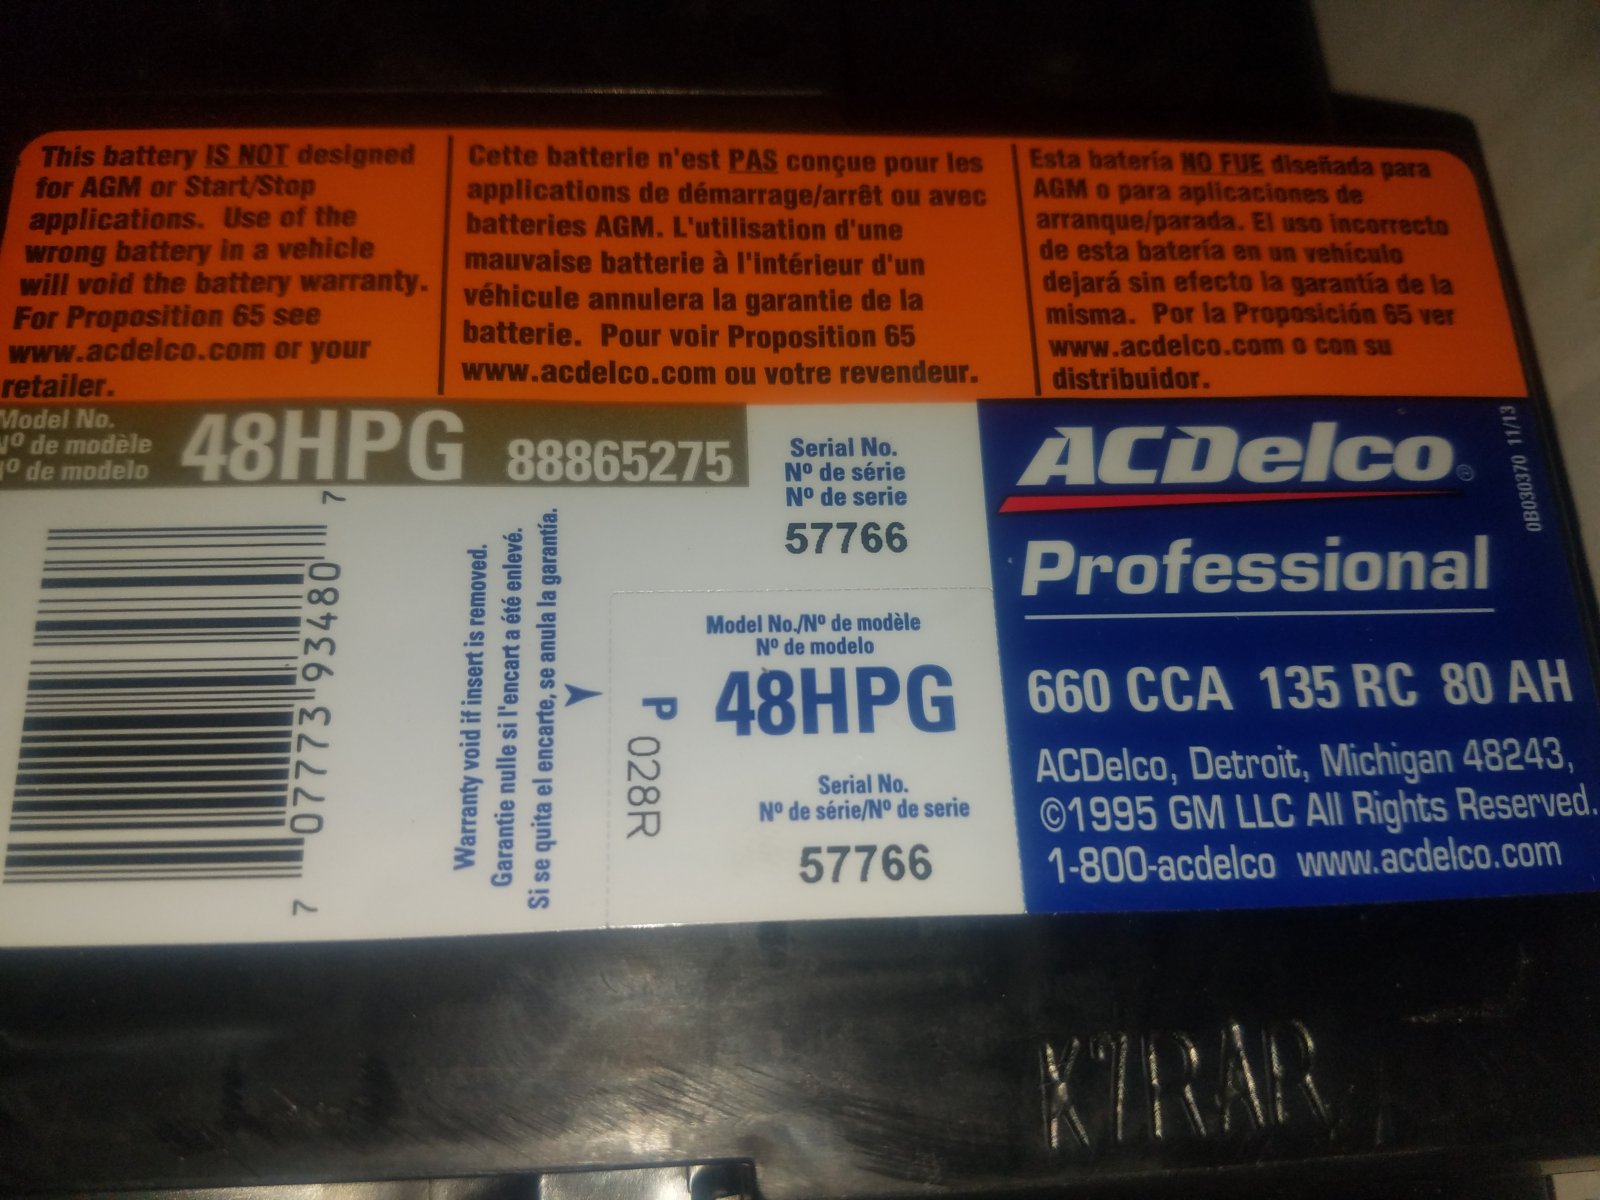 This battery IS NOT designed
for AGM or Start/Stop
applications. Use of the
wrong battery in a vehicle
will void the battery warranty.
For Proposition 65 see
www.acdelco.com or your
retailer.
Cette batterie n'est PAS conçue pour les
applications de démarrage/arrêt ou avec
batteries AGM. L'utilisation d'une
mauvaise batterie à l'intérieur d'un
véhicule annulera la garantie de la
batterie. Pour voir Proposition 65
www.acdelco.com ou votre revendeur.
Esta batería NO FUE diseñada para
AGM o para aplicaciones de
arranque/parada. El uso incorrecto
de esta batería en un vehículo
dejará sin efecto la garantía de la
misma. Por la Proposición 65 ver
www.acdelco.com o con su
distribuidor.
Model No.
Nº de modèle
Nº de modelo
48HPG 88865275
7 07773 93480 7
Warranty void if insert is removed.
Garantie nulle si l'encart a été enlevé.
Si se quita el encarte, se anula la garantía.
Serial No.
Nº de série
Nº de serie
57766
Model No./Nº de modèle
Nº de modelo
48HPG
P 028R
Serial No.
Nº de série/Nº de serie
57766
ACDelco®
0B030370 11/13
Professional
660 CCA 135 RC 80 AH
ACDelco, Detroit, Michigan 48243,
©1995 GM LLC All Rights Reserved.
1-800-acdelco www.acdelco.com
K7RAR